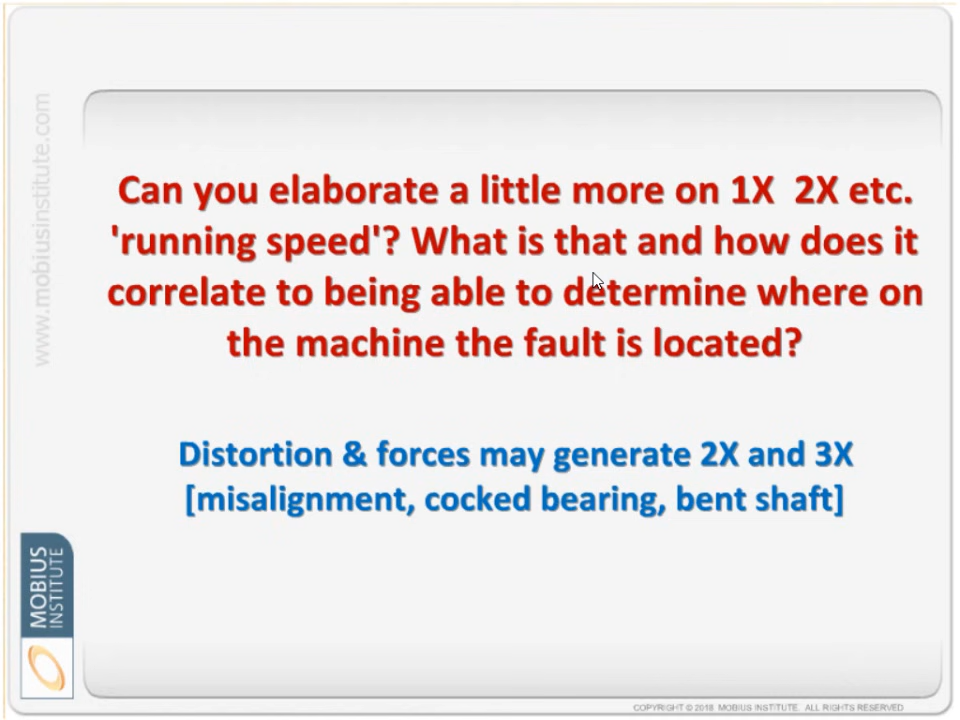 www.mobiusinstitute.com
Can you elaborate a little more on 1X 2X etc.
'running speed'? What is that and how does it
correlate to being able to determine where on
the machine the fault is located?
Distortion & forces may generate 2X and 3X
[misalignment, cocked bearing, bent shaft]
MOBIUS
INSTITUTE
COPYRIGHT © 2018 MOBIUS INSTITUTE. ALL RIGHTS RESERVED